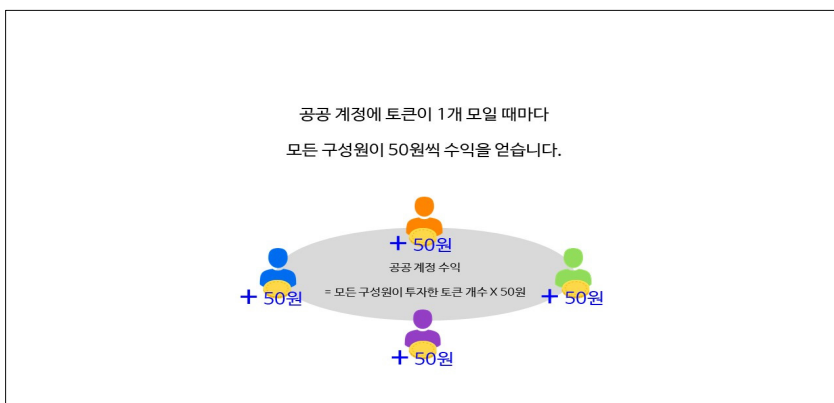 공공 계정에 토큰이 1개 모일 때마다
모든 구성원이 50원씩 수익을 얻습니다.
+ 50원
공공 계정 수익
= 모든 구성원이 투자한 토큰 개수 X 50원
+ 50원
+ 50원
+ 50원